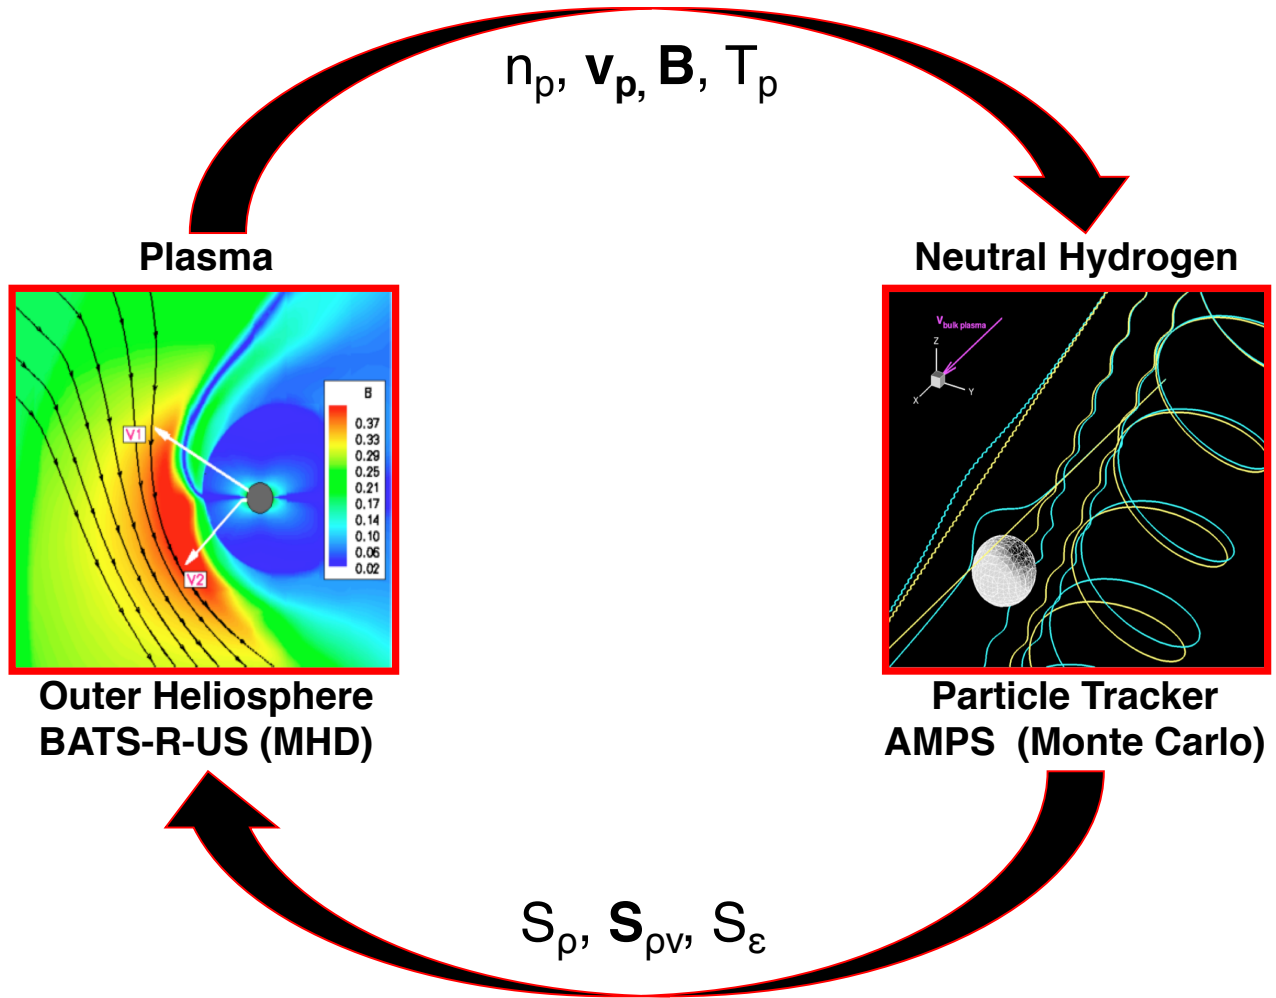 nₚ, vₚ, B, Tₚ
Plasma
Neutral Hydrogen
B
0.37
0.33
0.29
0.25
0.21
0.17
0.14
0.10
0.06
0.02
V1
V2
V bulk plasma
Z
Y
X
Outer Heliosphere
BATS-R-US (MHD)
Particle Tracker
AMPS (Monte Carlo)
Sρ, Sρv, Sε